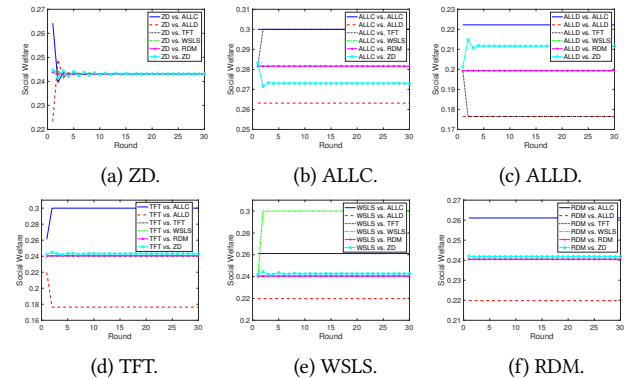 0.27
0.26
0.25
0.24
0.23
0.22
Social Welfare
0 5 10 15 20 25 30
Round
ZD vs. ALLC
ZD vs. ALLD
ZD vs. TFT
ZD vs. WSLS
ZD vs. RDM
ZD vs. ZD
(a) ZD.
0.31
0.3
0.29
0.28
0.27
0.26
0.25
Social Welfare
0 5 10 15 20 25 30
Round
ALLC vs. ALLC
ALLC vs. ALLD
ALLC vs. TFT
ALLC vs. WSLS
ALLC vs. RDM
ALLC vs. ZD
(b) ALLC.
0.23
0.22
0.21
0.2
0.19
0.18
0.17
Social Welfare
0 5 10 15 20 25 30
Round
ALLD vs. ALLC
ALLD vs. ALLD
ALLD vs. TFT
ALLD vs. WSLS
ALLD vs. RDM
ALLD vs. ZD
(c) ALLD.
0.3
0.28
0.26
0.24
0.22
0.2
0.18
0.16
Social Welfare
0 5 10 15 20 25 30
Round
TFT vs. ALLC
TFT vs. ALLD
TFT vs. TFT
TFT vs. WSLS
TFT vs. RDM
TFT vs. ZD
(d) TFT.
0.32
0.3
0.28
0.26
0.24
0.22
0.2
Social Welfare
0 5 10 15 20 25 30
Round
WSLS vs. ALLC
WSLS vs. ALLD
WSLS vs. TFT
WSLS vs. WSLS
WSLS vs. RDM
WSLS vs. ZD
(e) WSLS.
0.27
0.26
0.25
0.24
0.23
0.22
0.21
Social Welfare
0 5 10 15 20 25 30
Round
RDM vs. ALLC
RDM vs. ALLD
RDM vs. TFT
RDM vs. WSLS
RDM vs. RDM
RDM vs. ZD
(f) RDM.